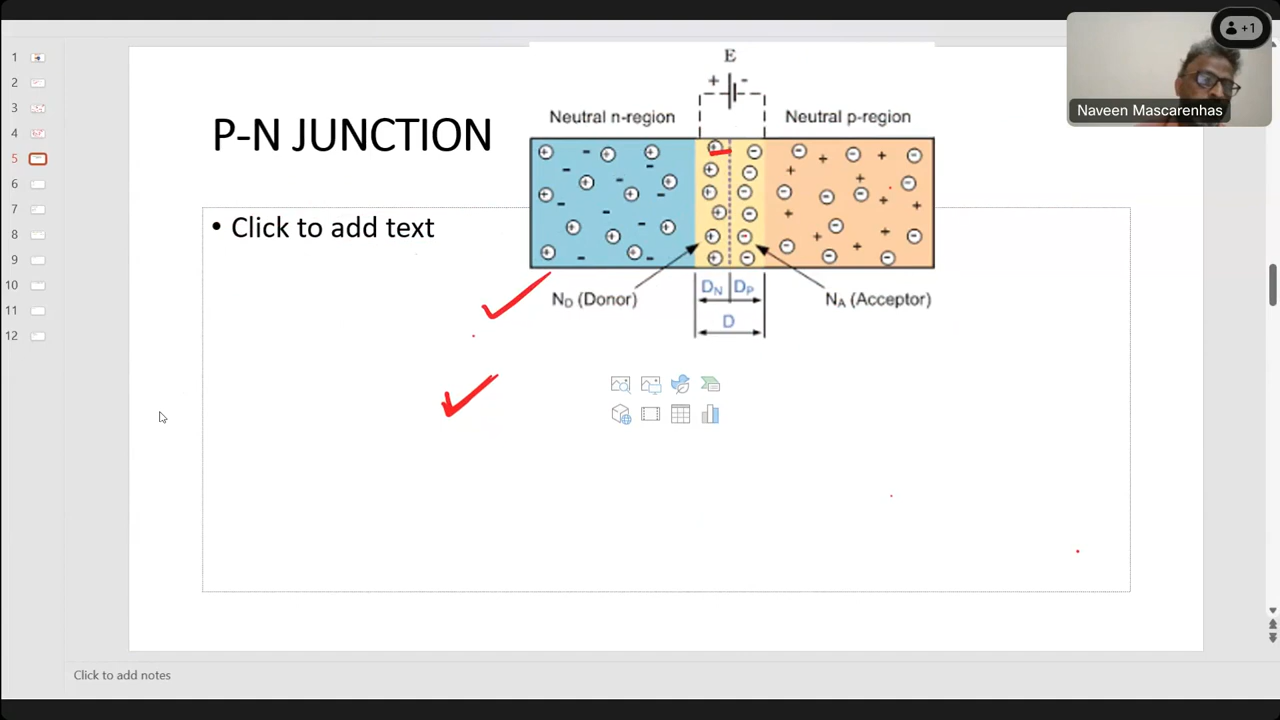 1
2
3
4
5
6
7
8
9
10
11
12
P-N JUNCTION
• Click to add text
E
+ -
Neutral n-region
Neutral p-region
N_D (Donor)
D_N D_P
N_A (Acceptor)
D
Click to add notes
+1
Naveen Mascarenhas